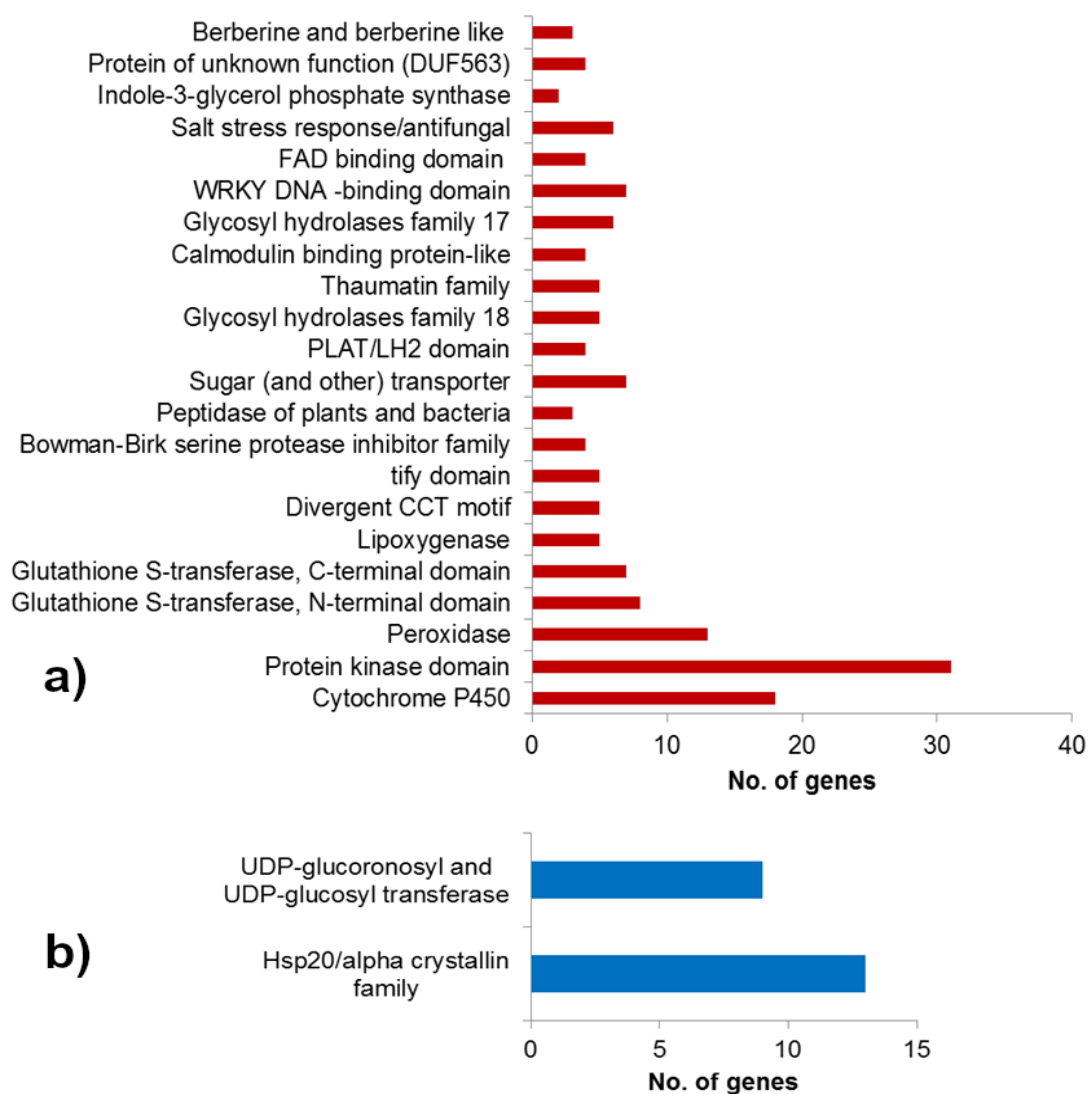 Berberine and berberine like
Protein of unknown function (DUF563)
Indole-3-glycerol phosphate synthase
Salt stress response/antifungal
FAD binding domain
WRKY DNA -binding domain
Glycosyl hydrolases family 17
Calmodulin binding protein-like
Thaumatin family
Glycosyl hydrolases family 18
PLAT/LH2 domain
Sugar (and other) transporter
Peptidase of plants and bacteria
Bowman-Birk serine protease inhibitor family
tify domain
Divergent CCT motif
Lipoxygenase
Glutathione S-transferase, C-terminal domain
Glutathione S-transferase, N-terminal domain
Peroxidase
Protein kinase domain
Cytochrome P450
a)
0 10 20 30 40
No. of genes
UDP-glucoronosyl and
UDP-glucosyl transferase
Hsp20/alpha crystallin
family
b)
0 5 10 15
No. of genes